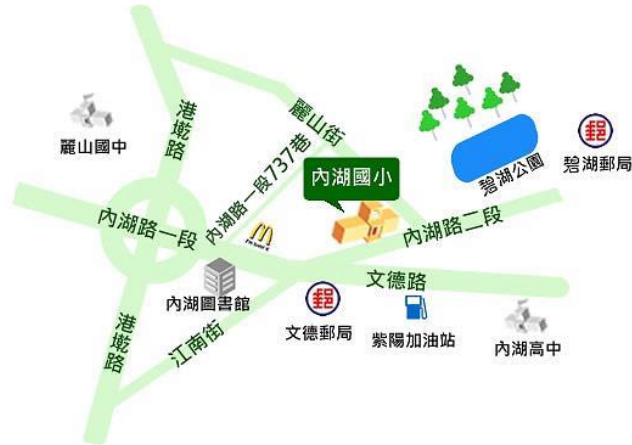 港墘路
麗山街
麗山國中
內湖路一段737巷
內湖國小
碧湖公園
碧湖郵局
內湖路一段
內湖路二段
文德路
內湖圖書館
文德郵局
紫陽加油站
內湖高中
港墘路
江南街